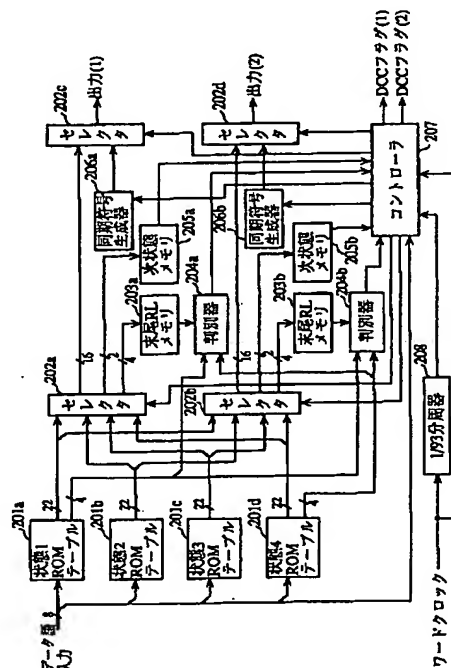 データ語
入力
8
201a
状態1
ROM
テーブル
22
4
201b
状態2
ROM
テーブル
22
201c
状態3
ROM
テーブル
22
201d
状態4
ROM
テーブル
22
4
202a
セレクタ
202b
セレクタ
16
2
4
16
2
4
203a
末尾RL
メモリ
204a
判別器
205a
次状態
メモリ
206a
同期符号
生成器
203b
末尾RL
メモリ
204b
判別器
205b
次状態
メモリ
206b
同期符号
生成器
202c
セレクタ
出力(1)
202d
セレクタ
出力(2)
DCCフラグ(1)
DCCフラグ(2)
コントローラ
207
208
1/93分周器
ワードクロック